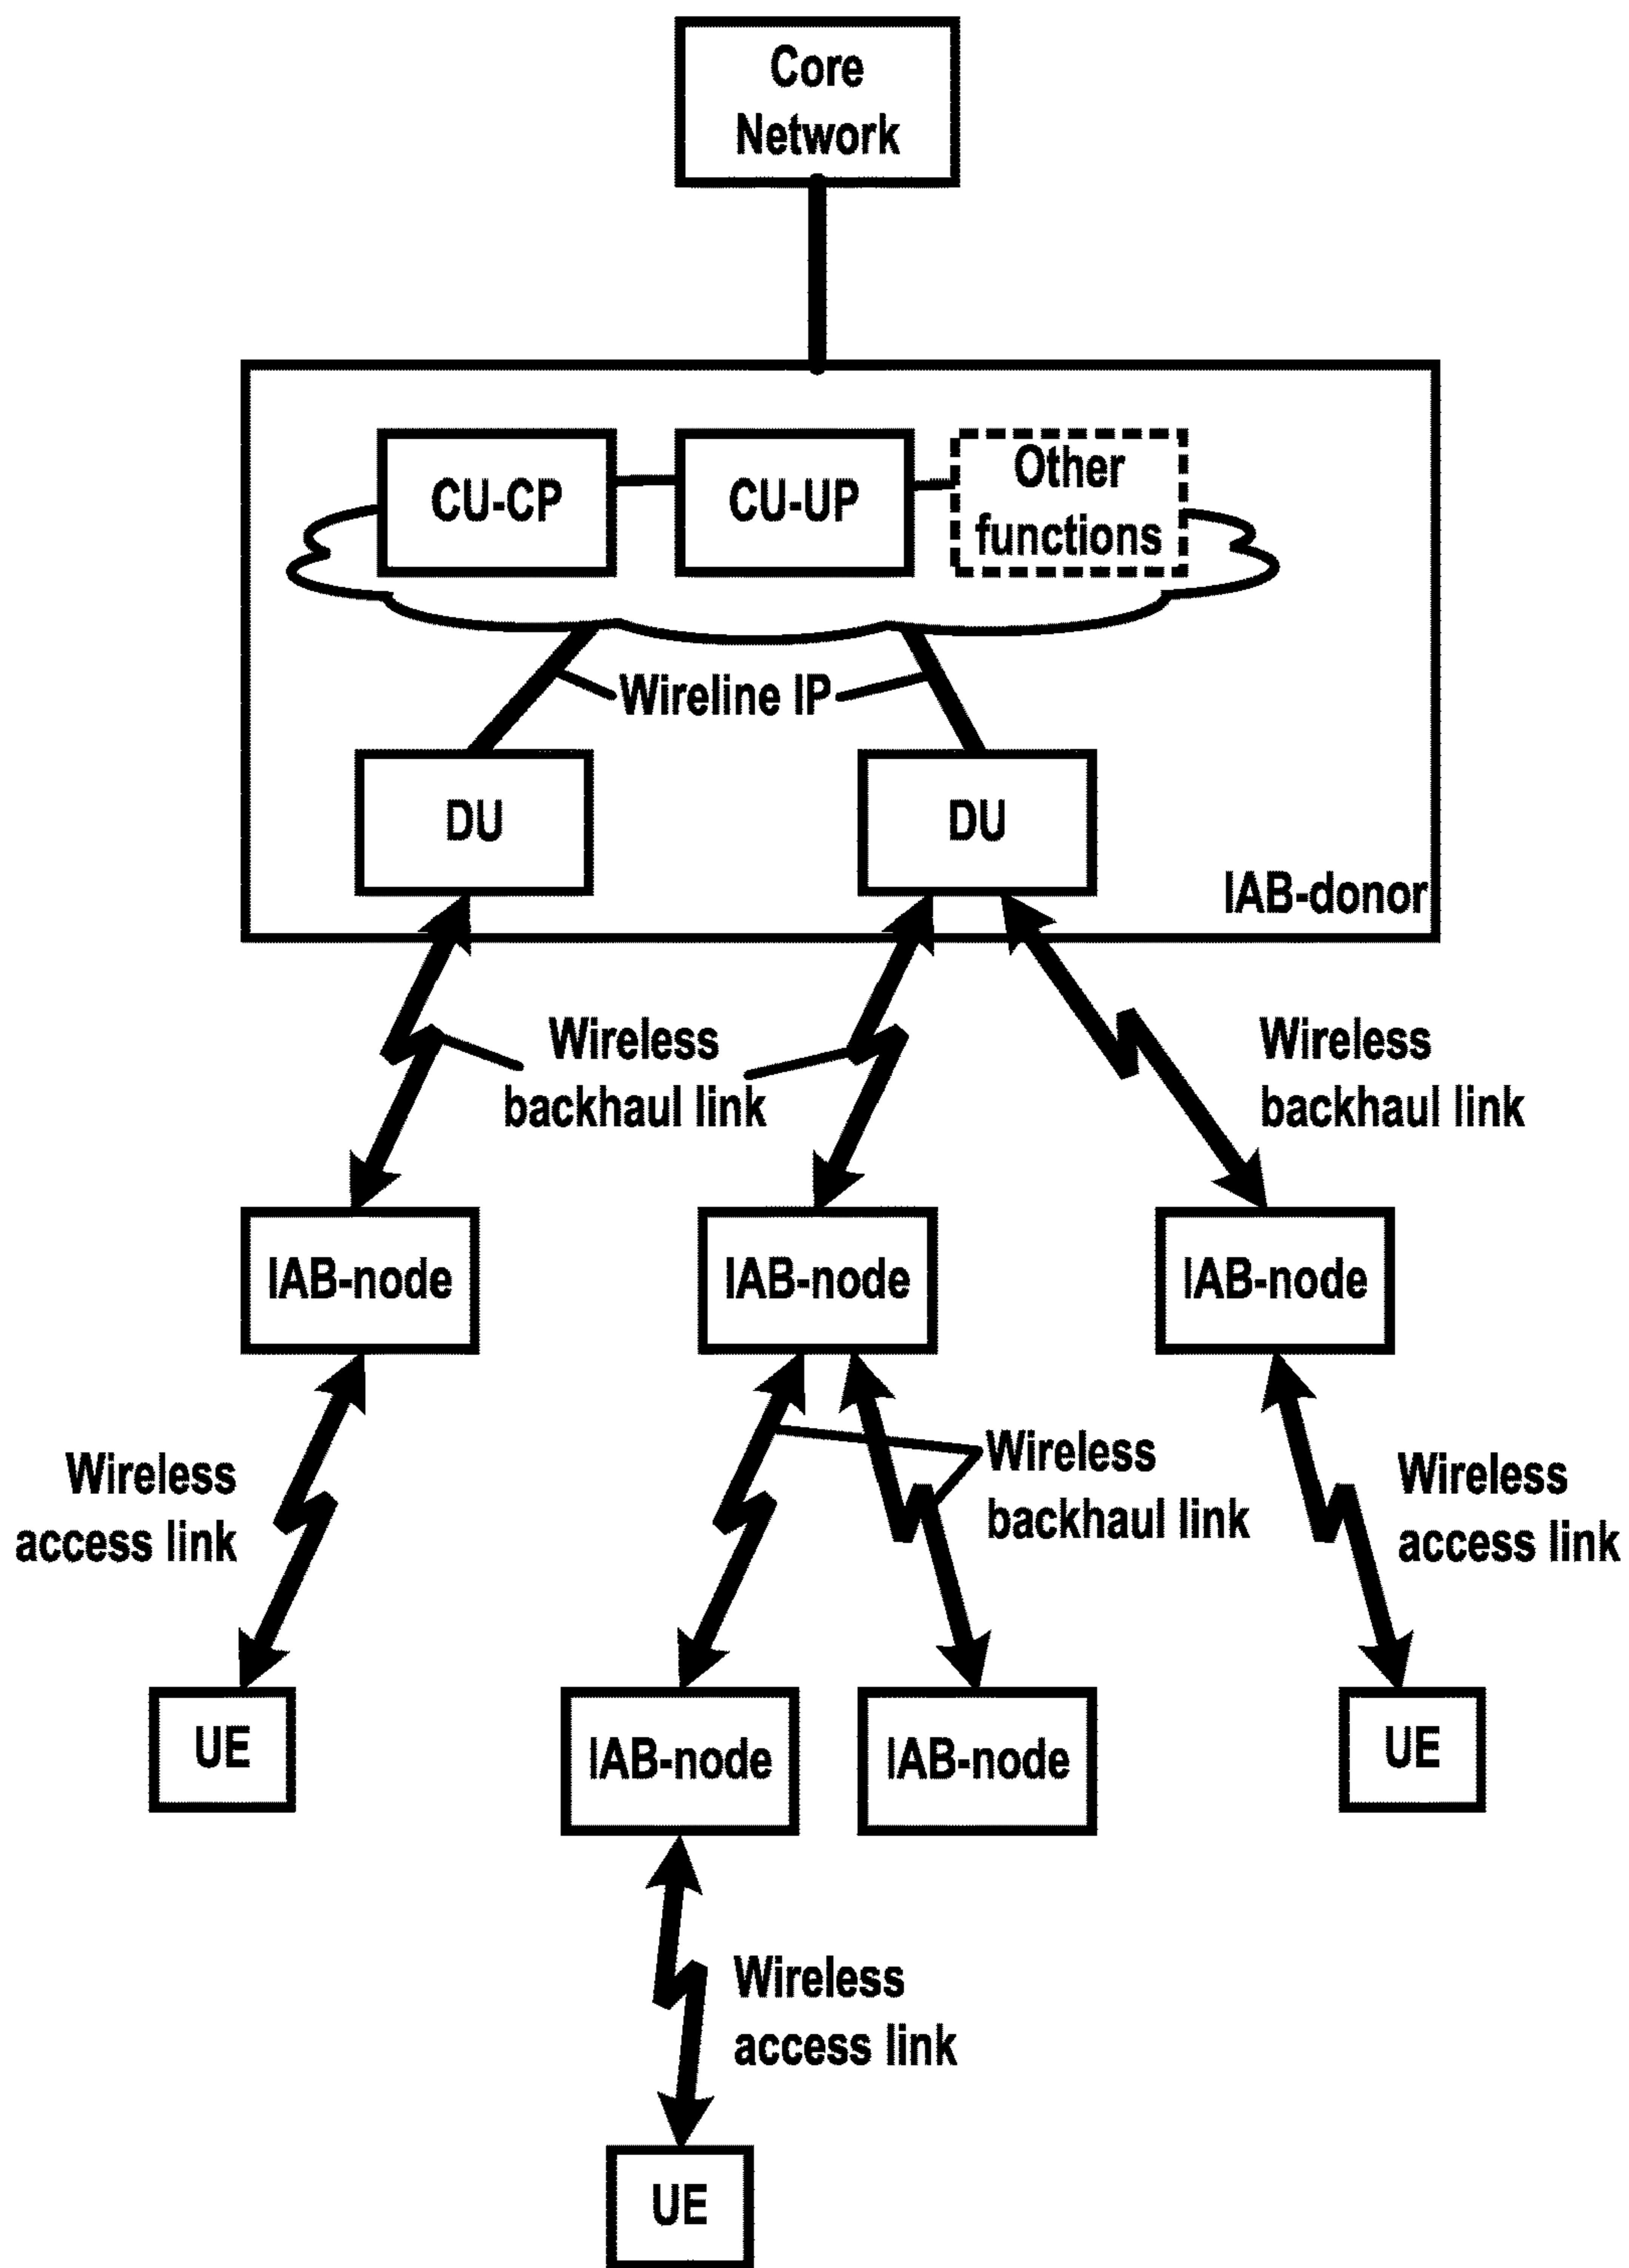 Core
Network
CU-CP
CU-UP
Other
functions
Wireline IP
DU
DU
IAB-donor
Wireless
backhaul link
Wireless
backhaul link
IAB-node
IAB-node
IAB-node
Wireless
access link
Wireless
backhaul link
Wireless
access link
UE
IAB-node
IAB-node
UE
Wireless
access link
UE